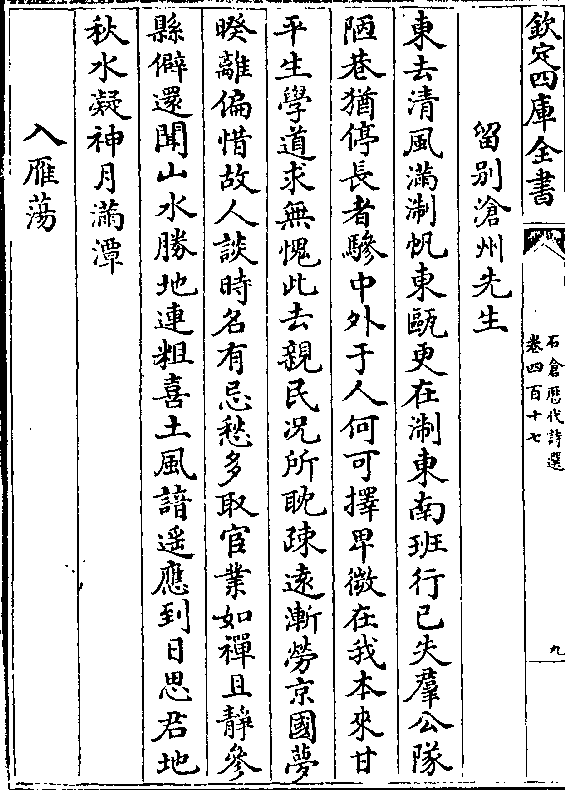 欽定四庫全書
石倉歷代詩選
卷四百十七
九
留别滄州先生
東去清風滿淛帆東甌更在淛東南班行已失羣公隊
陋巷猶停長者驂中外于人何可擇卑微在我本來甘
平生學道求無愧此去親民况所耽疎遠漸勞京國夢
暌離偏惜故人談時名有忌愁多取官業如禪且靜參
縣僻還聞山水勝地連粗喜土風諳遥應到日思君地
秋水凝神月滿潭
入雁蕩